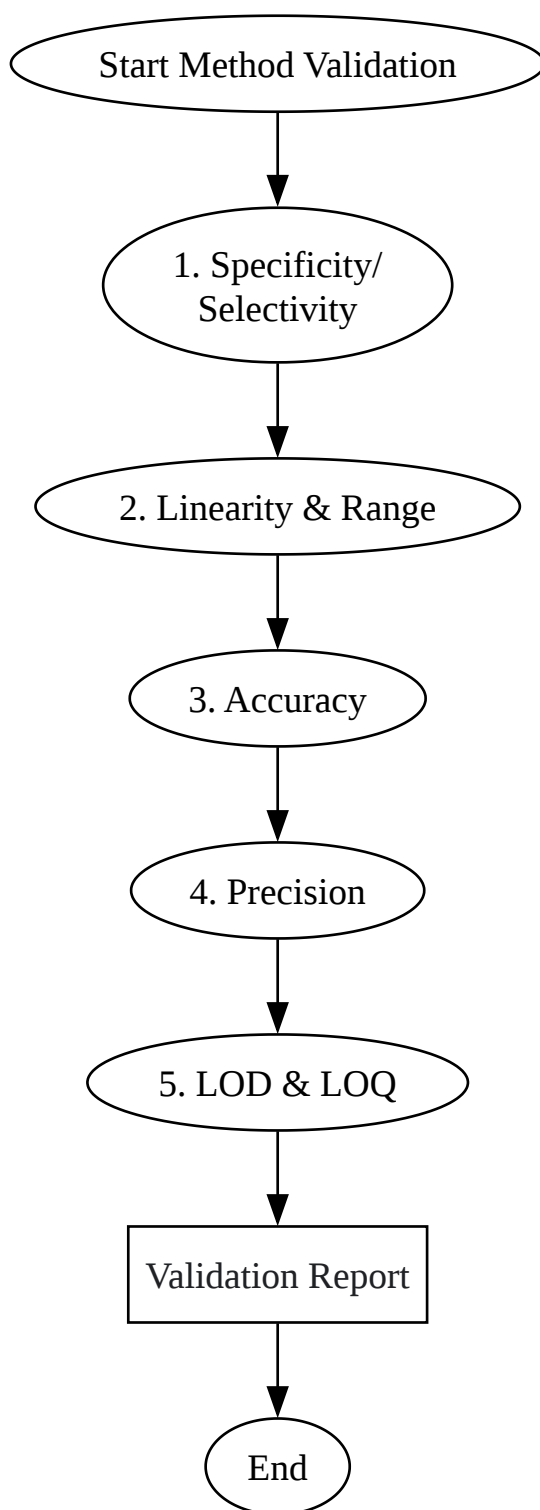 Start Method Validation
1. Specificity/
Selectivity
2. Linearity & Range
3. Accuracy
4. Precision
5. LOD & LOQ
Validation Report
End